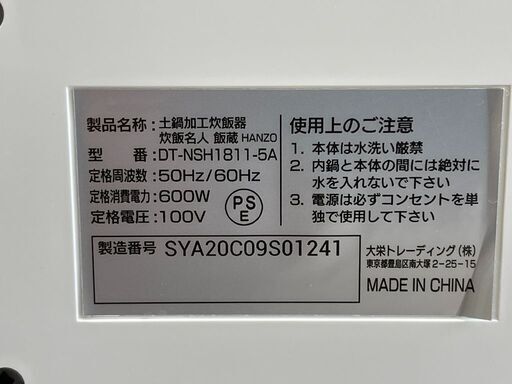 製品名称：土鍋加工炊飯器
炊飯名人 飯蔵 HANZO
型　番：DT-NSH1811-5A
定格周波数：50Hz/60Hz
定格消費電力：600W
定格電圧：100V
PS
E
使用上のご注意
1. 本体は水洗い厳禁
2. 内鍋と本体の間には絶対に
水を入れないで下さい
3. 電源は必ずコンセントを単
独で使用して下さい
製造番号 SYA20C09S01241
大栄トレーディング(株)
東京都豊島区南大塚2-25-15
MADE IN CHINA